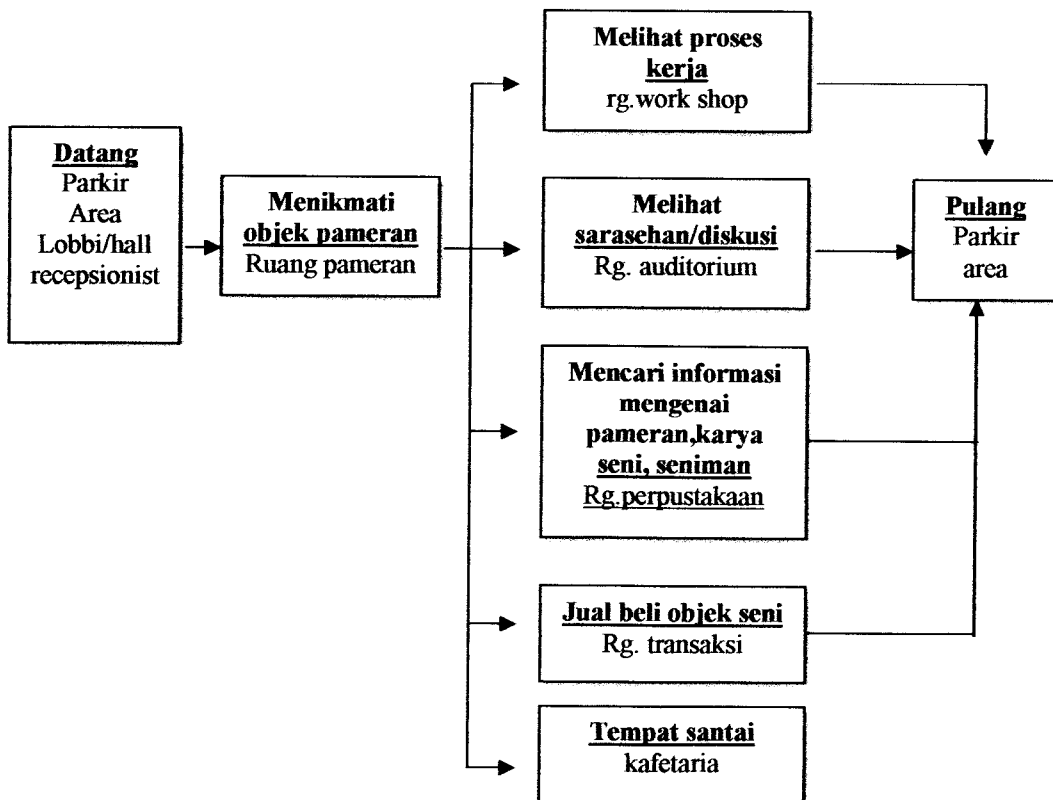 Datang
Parkir
Area
Lobbi/hall
recepsionist
Menikmati
objek pameran
Ruang pameran
Melihat proses
kerja
rg.work shop
Melihat
sarasehan/diskusi
Rg. auditorium
Mencari informasi
mengenai
pameran,karya
seni, seniman
Rg.perpustakaan
Jual beli objek seni
Rg. transaksi
Tempat santai
kafetaria
Pulang
Parkir
area